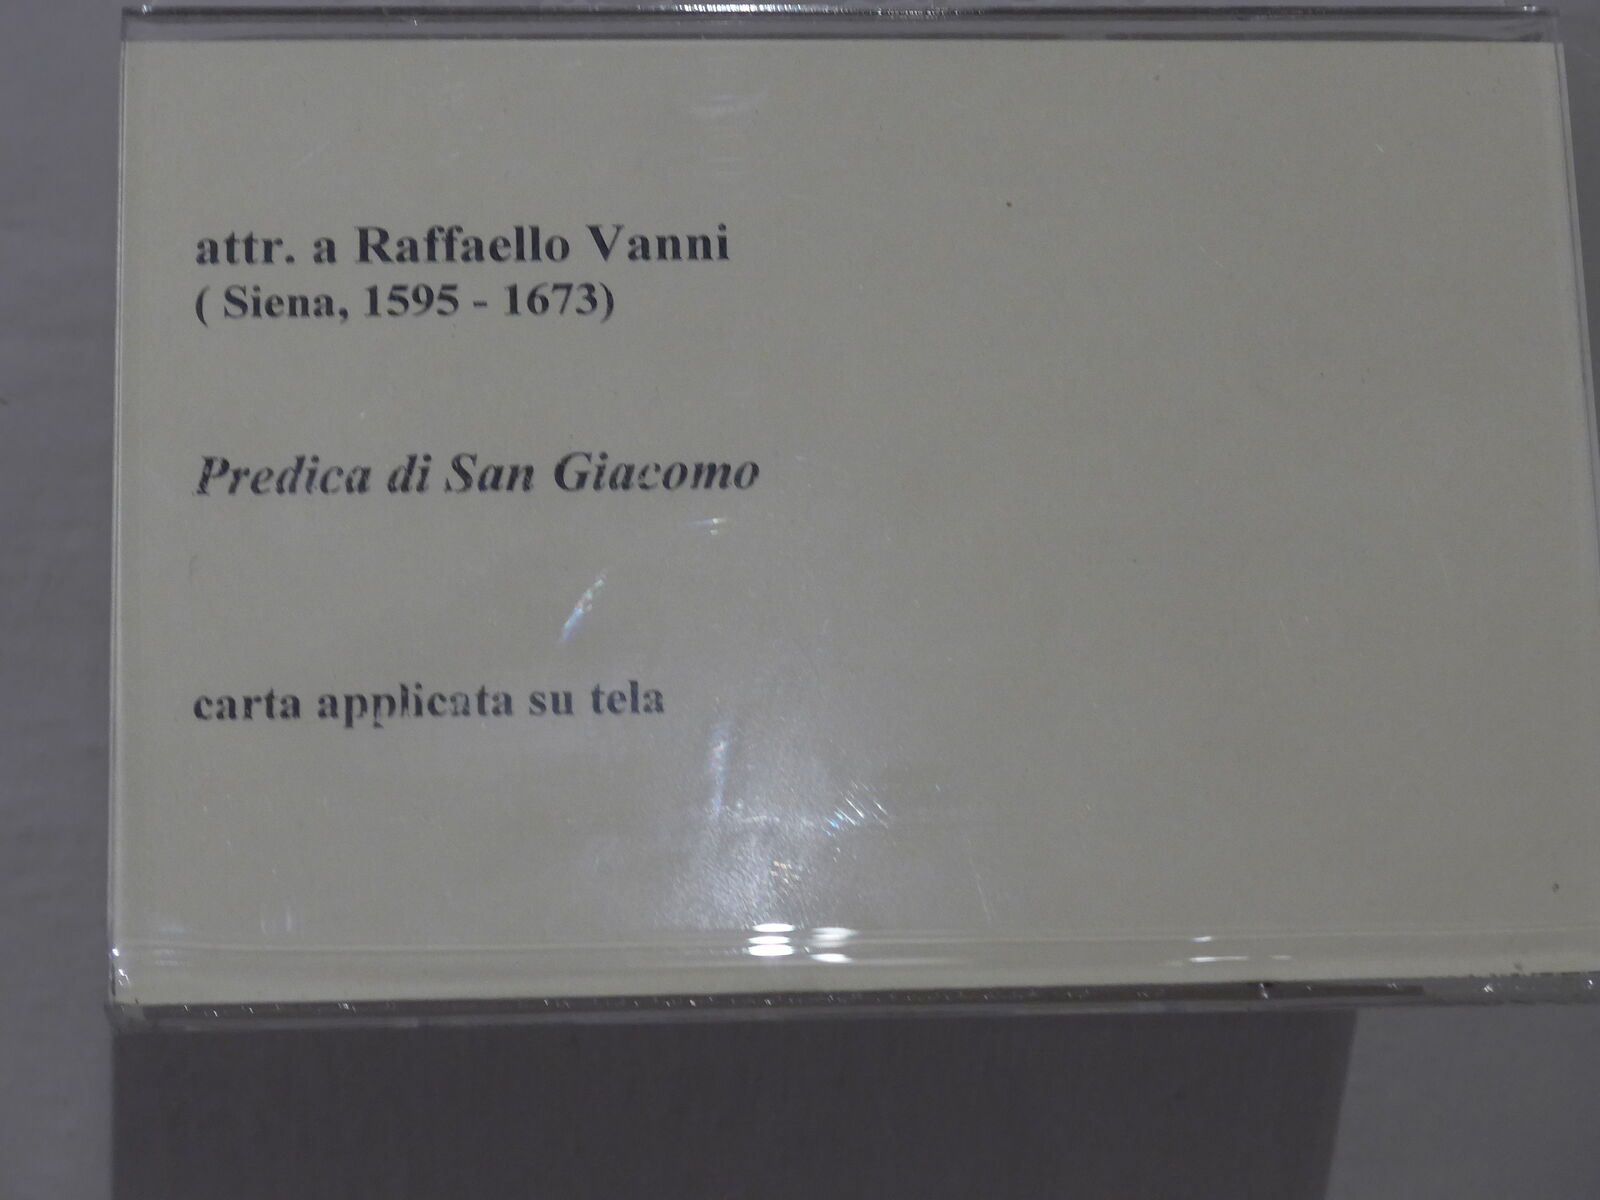 attr. a Raffaello Vanni
( Siena, 1595 - 1673)
Predica di San Giacomo
carta applicata su tela